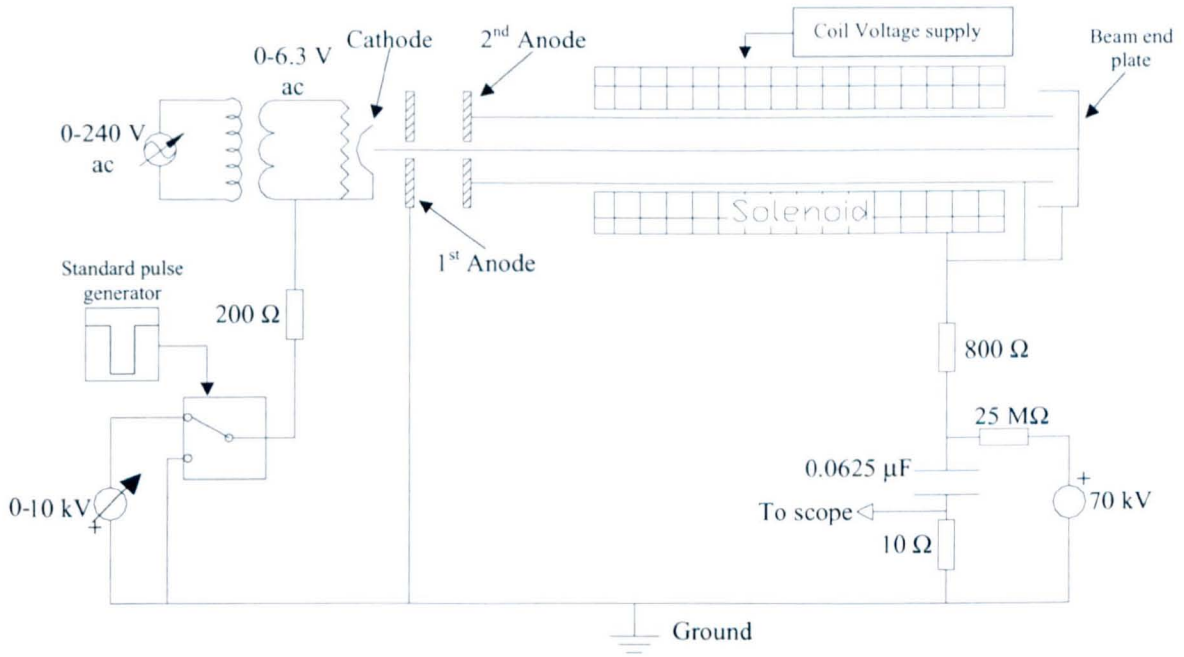 Coil Voltage supply
Beam end
plate
2nd Anode
Cathode
0-6.3 V
ac
0-240 V
ac
Solenoid
1st Anode
Standard pulse
generator
200 Ω
800 Ω
25 MΩ
0.0625 μF
+
70 kV
To scope
10 Ω
0-10 kV
+
Ground